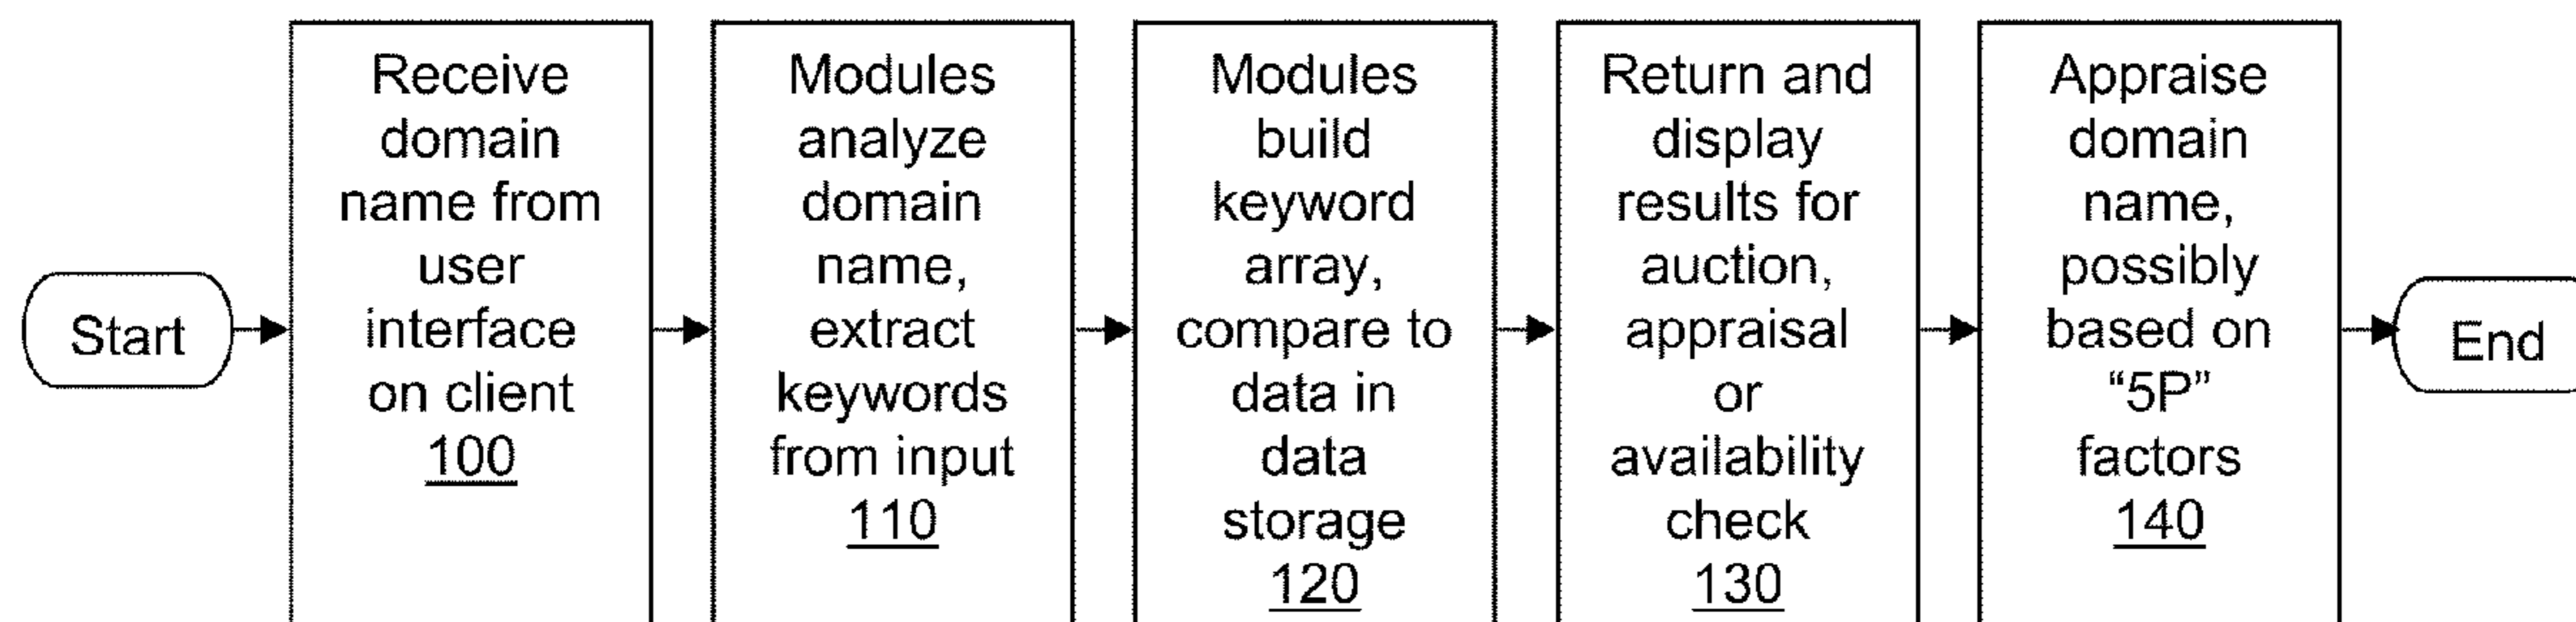 Start
Receive
domain
name from
user
interface
on client
100
Modules
analyze
domain
name,
extract
keywords
from input
110
Modules
build
keyword
array,
compare to
data in
data
storage
120
Return and
display
results for
auction,
appraisal
or
availability
check
130
Appraise
domain
name,
possibly
based on
“5P”
factors
140
End